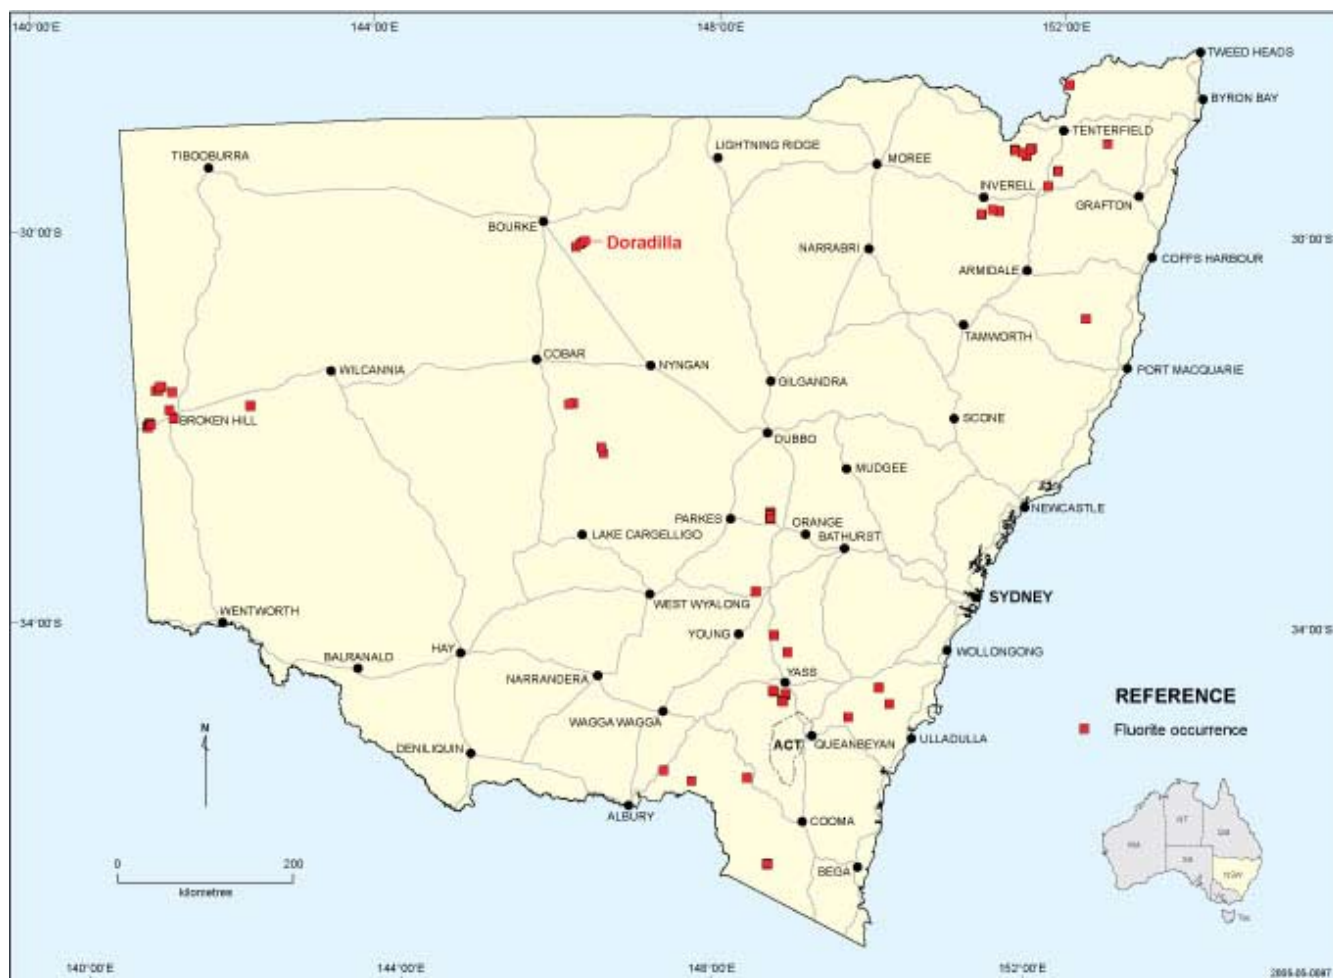 140°00'E
144°00'E
148°00'E
152°00'E
TWEED HEADS
BYRON BAY
TENTERFIELD
TIBOOBURRA
LIGHTNING RIDGE
MOREE
INVERELL
GRAFTON
BOURKE
30°00'S
Doradilla
30°00'S
NARRABRI
COFFS HARBOUR
ARMIDALE
TAMWORTH
COBAR
NYNGAN
WILCANNIA
PORT MACQUARIE
GILGANDRA
BROKEN HILL
SCONE
DUBBO
MUDGEE
NEWCASTLE
PARKES
ORANGE
LAKE CARGELLIGO
BATHURST
SYDNEY
WEST WYALONG
WENTWORTH
34°00'S
YOUNG
34°00'S
HAY
WOLLONGONG
BALRANALD
YASS
NARRANDERA
REFERENCE
WAGGA WAGGA
Fluorite occurrence
N
ULLADULLA
ACT
QUEANBEYAN
DENILIQUIN
ALBURY
COOMA
NT
SA
NSW
0
200
BEGA
kilometres
Tas
140°00'E
144°00'E
148°00'E
152°00'E